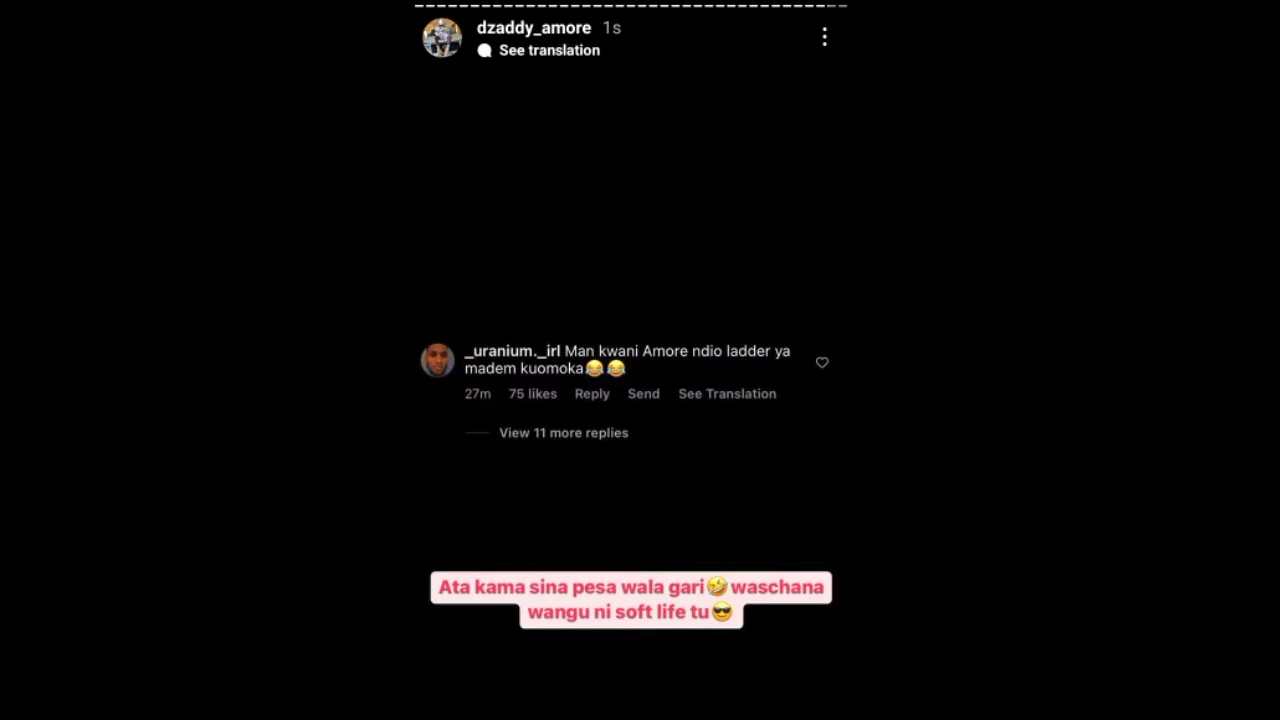 dzaddy_amore 1s
See translation
_uranium._irl Man kwani Amore ndio ladder ya
madem kuomoka😂😂
27m 75 likes Reply Send See Translation
View 11 more replies
Ata kama sina pesa wala gari🤣waschana
wangu ni soft life tu😎